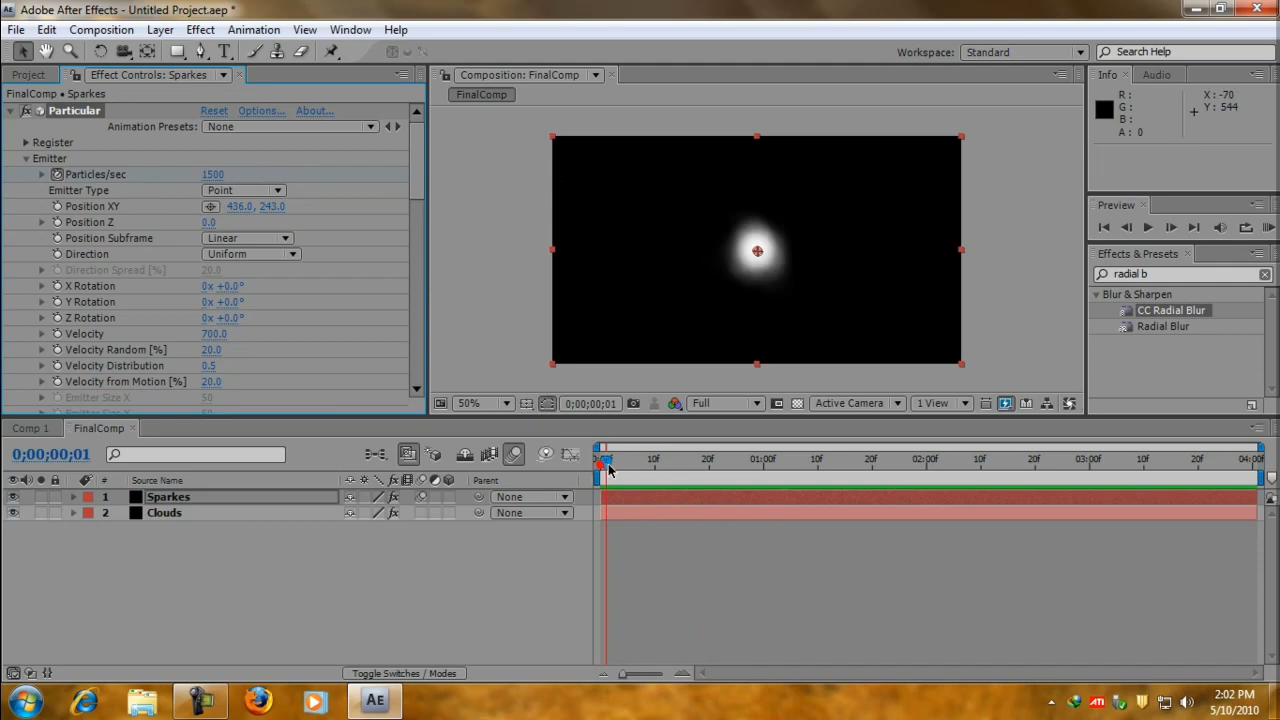 Adobe After Effects - Untitled Project.aep *
File Edit Composition Layer Effect Animation View Window Help
Workspace: Standard Search Help
Project Effect Controls: Sparkes
FinalComp • Sparkes
Particular Reset Options... About...
Animation Presets: None
Register
Emitter
Particles/sec 1500
Emitter Type Point
Position XY 436.0, 243.0
Position Z 0.0
Position Subframe Linear
Direction Uniform
Direction Spread [%] 20.0
X Rotation 0x +0.0°
Y Rotation 0x +0.0°
Z Rotation 0x +0.0°
Velocity 700.0
Velocity Random [%] 20.0
Velocity Distribution 0.5
Velocity from Motion [%] 20.0
Emitter Size X 50
Composition: FinalComp
FinalComp
50% 0;00;00;01 Full Active Camera 1 View
Info Audio
R: X: -70
G: Y: 544
B:
A: 0
Preview
Effects & Presets
radial b
Blur & Sharpen
CC Radial Blur
Radial Blur
Comp 1 FinalComp
0;00;00;01
10f 20f 01:00f 10f 20f 02:00f 10f 20f 03:00f 10f 20f 04:00f
# Source Name Parent
1 Sparkes None
2 Clouds None
Toggle Switches / Modes
AE ATI 2:02 PM
5/10/2010